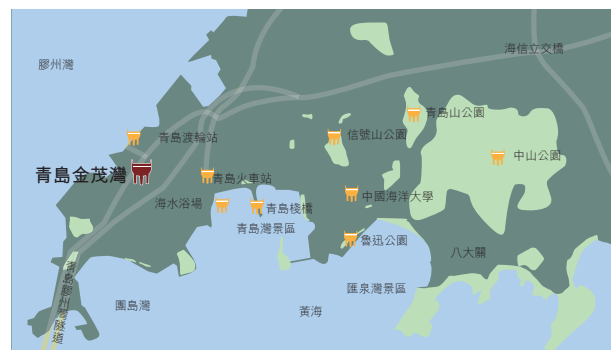 海信立交橋
膠州灣
青島山公園
信號山公園
青島渡輪站
中山公園
青島金茂灣
青島火車站
中國海洋大學
海水浴場
青島棧橋
青島灣景區
魯迅公園
八大關
青島膠州灣隧道
匯泉灣景區
團島灣
黃海